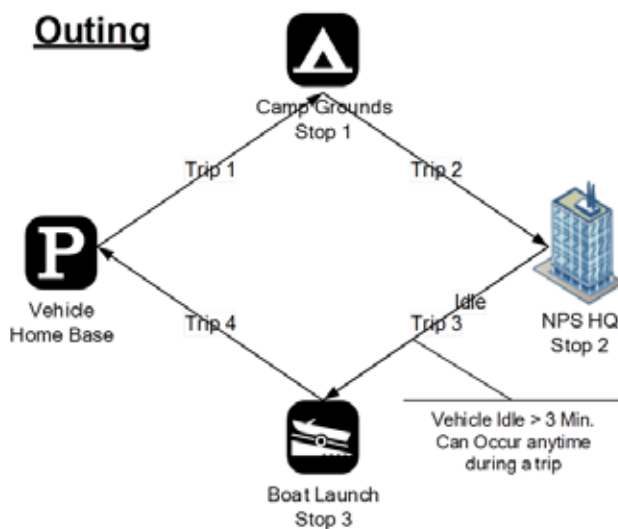 Outing
Camp Grounds
Stop 1
Trip 1
Trip 2
P
Vehicle
Home Base
Idle
Trip 3
Trip 4
NPS HQ
Stop 2
Vehicle Idle > 3 Min.
Can Occur anytime
during a trip
Boat Launch
Stop 3